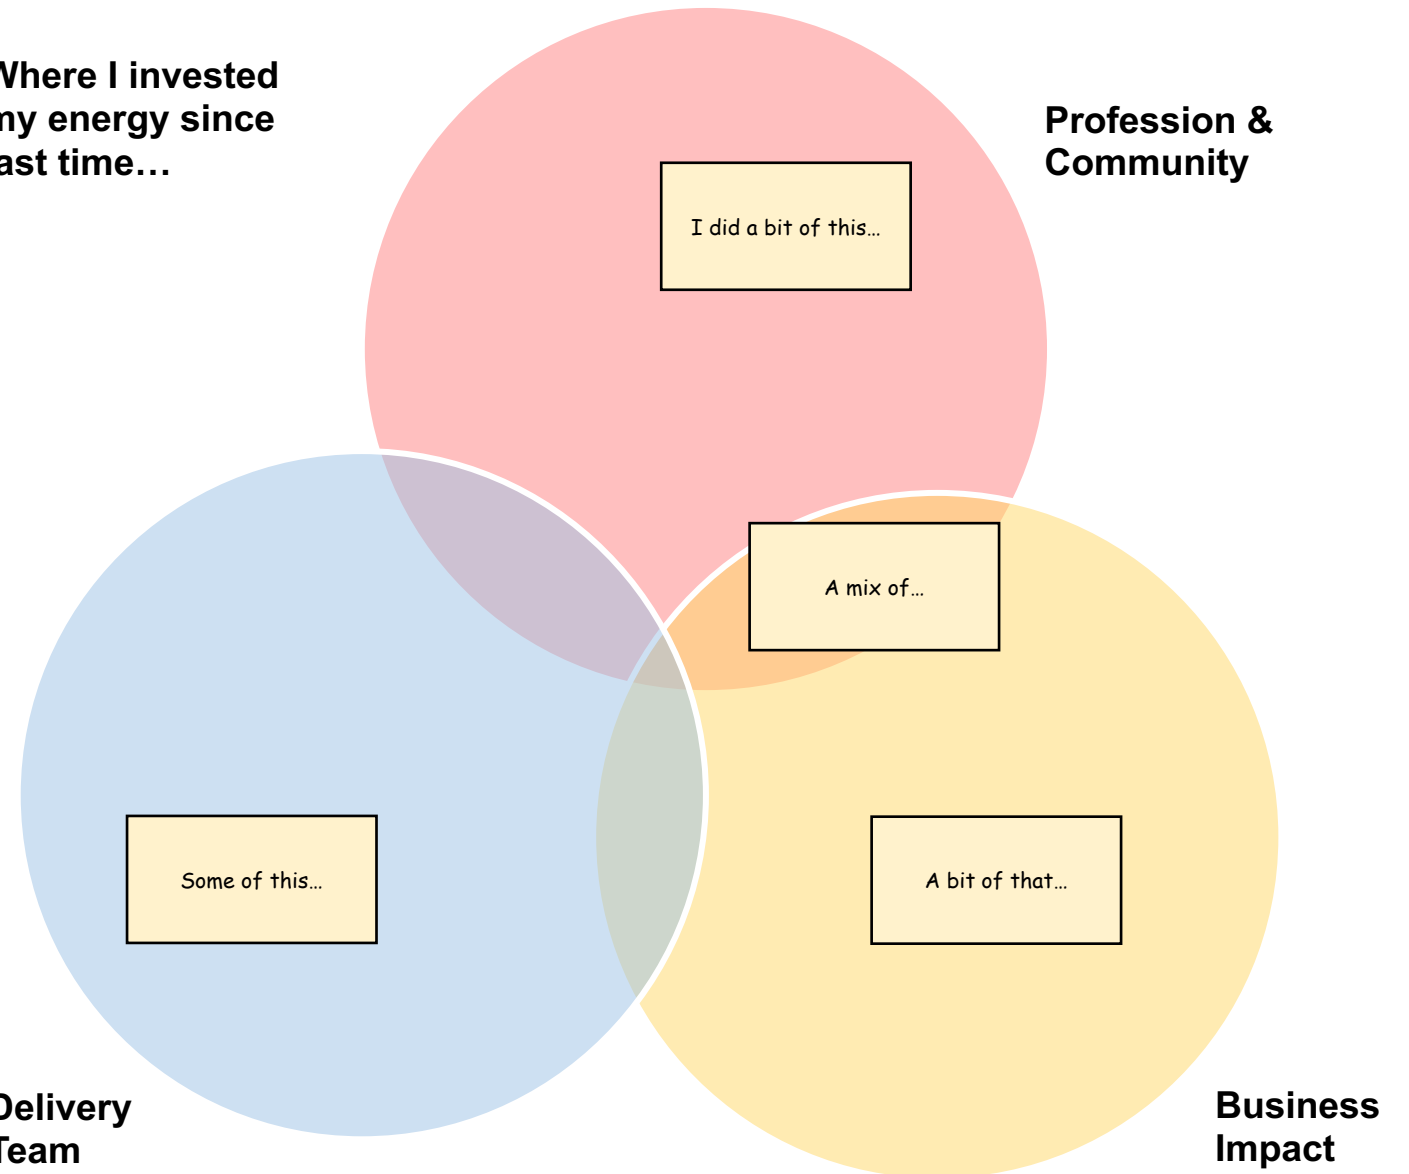 Where I invested
my energy since
last time…
Profession &
Community
I did a bit of this…
A mix of…
Some of this…
A bit of that…
Delivery
Team
Business
Impact